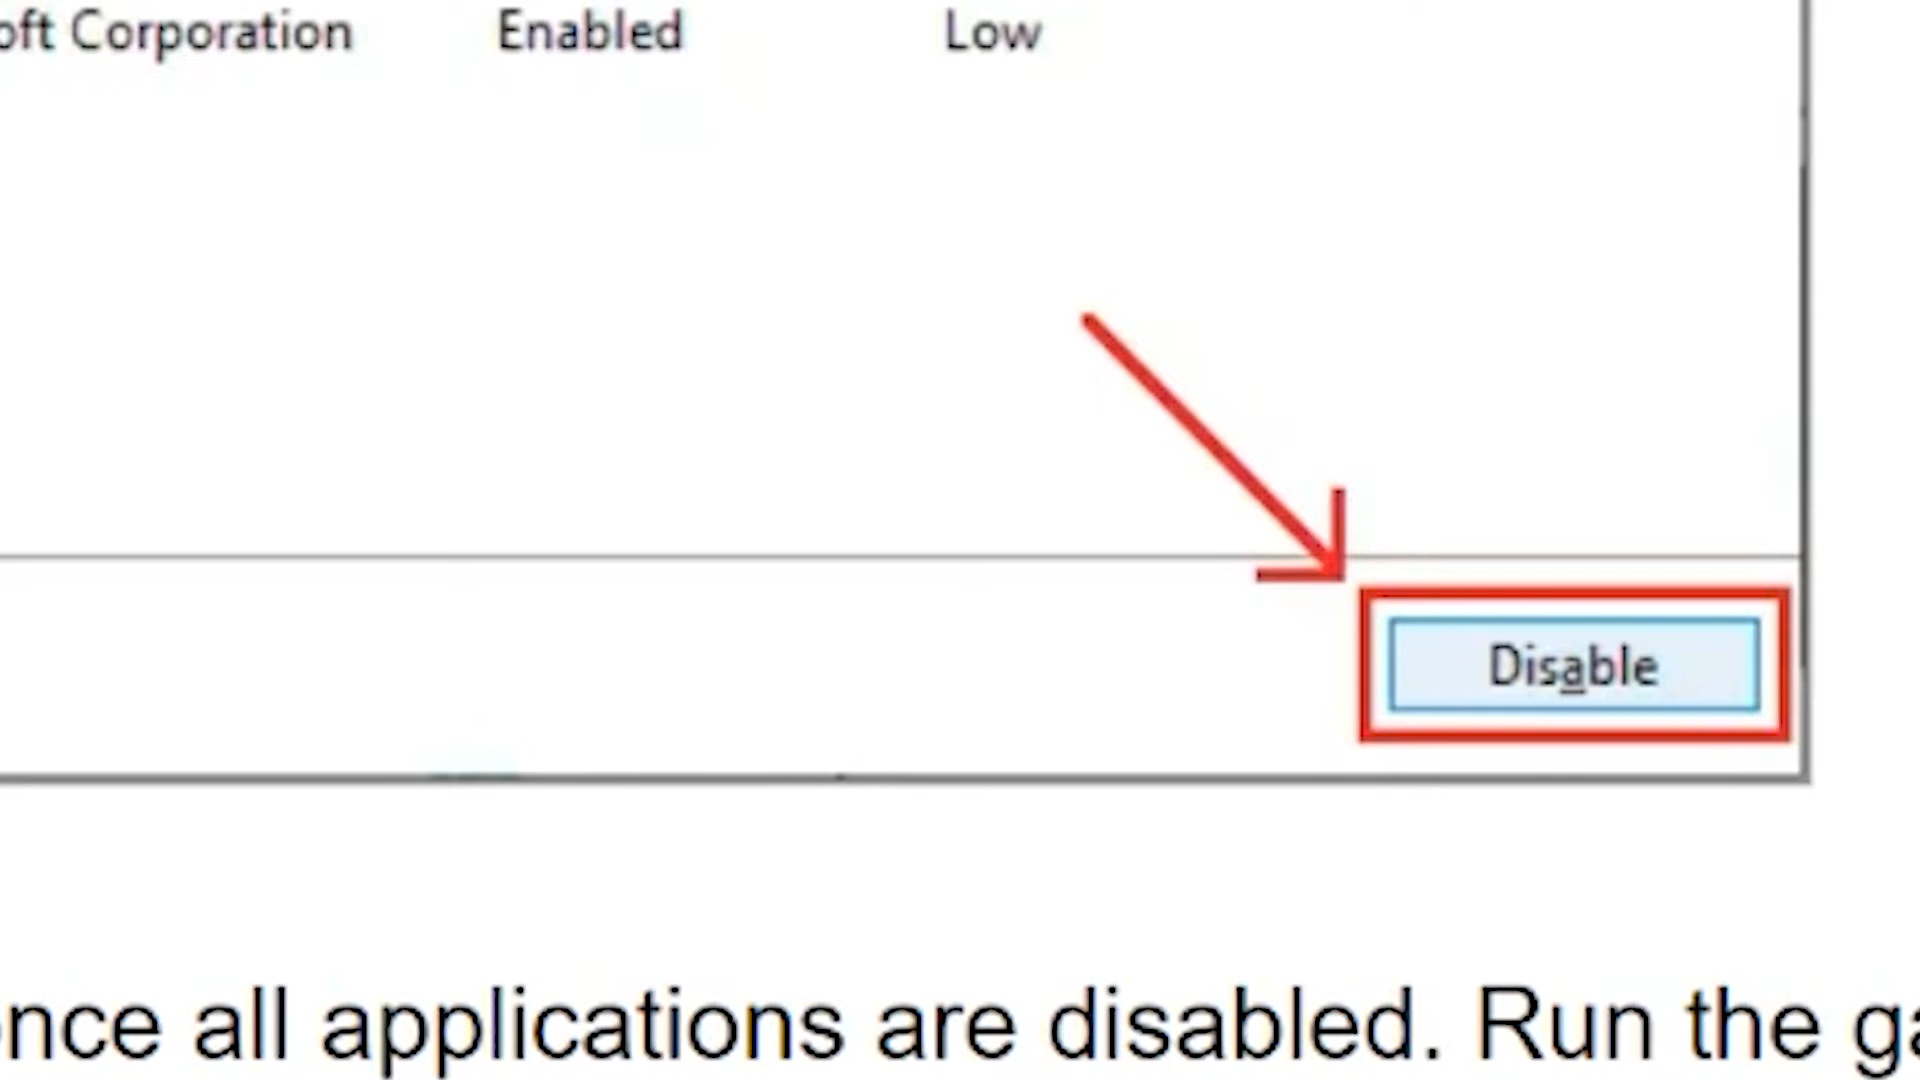 oft Corporation Enabled Low
Disable
nce all applications are disabled. Run the ga